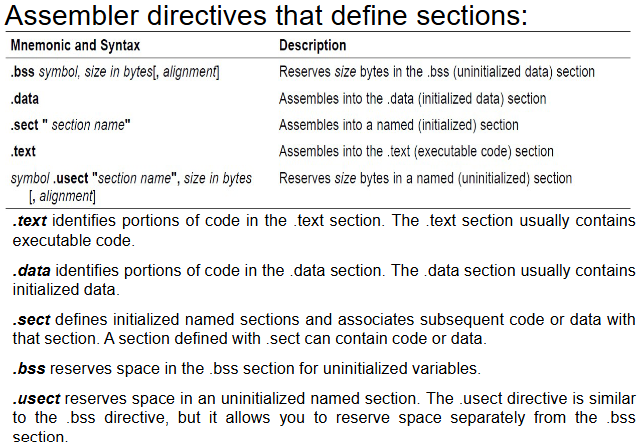 Assembler directives that define sections:
Mnemonic and Syntax Description
.bss symbol, size in bytes[, alignment] Reserves size bytes in the .bss (uninitialized data) section
.data Assembles into the .data (initialized data) section
.sect " section name" Assembles into a named (initialized) section
.text Assembles into the .text (executable code) section
symbol .usect "section name", size in bytes Reserves size bytes in a named (uninitialized) section
[, alignment]
.text identifies portions of code in the .text section. The .text section usually contains
executable code.
.data identifies portions of code in the .data section. The .data section usually contains
initialized data.
.sect defines initialized named sections and associates subsequent code or data with
that section. A section defined with .sect can contain code or data.
.bss reserves space in the .bss section for uninitialized variables.
.usect reserves space in an uninitialized named section. The .usect directive is similar
to the .bss directive, but it allows you to reserve space separately from the .bss
section.